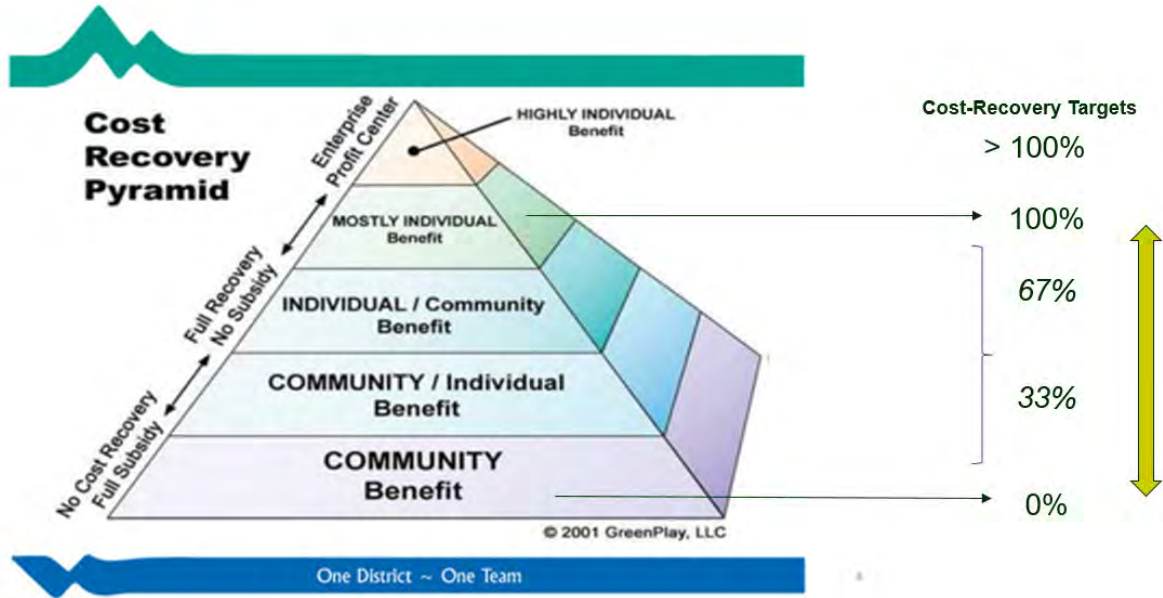 Cost
Recovery
Pyramid
Enterprise
Profit Center
Full Recovery
No Subsidy
No Cost Recovery
Full Subsidy
HIGHLY INDIVIDUAL
Benefit
MOSTLY INDIVIDUAL
Benefit
INDIVIDUAL / Community
Benefit
COMMUNITY / Individual
Benefit
COMMUNITY
Benefit
© 2001 GreenPlay, LLC
Cost-Recovery Targets
> 100%
100%
67%
33%
0%
One District ~ One Team